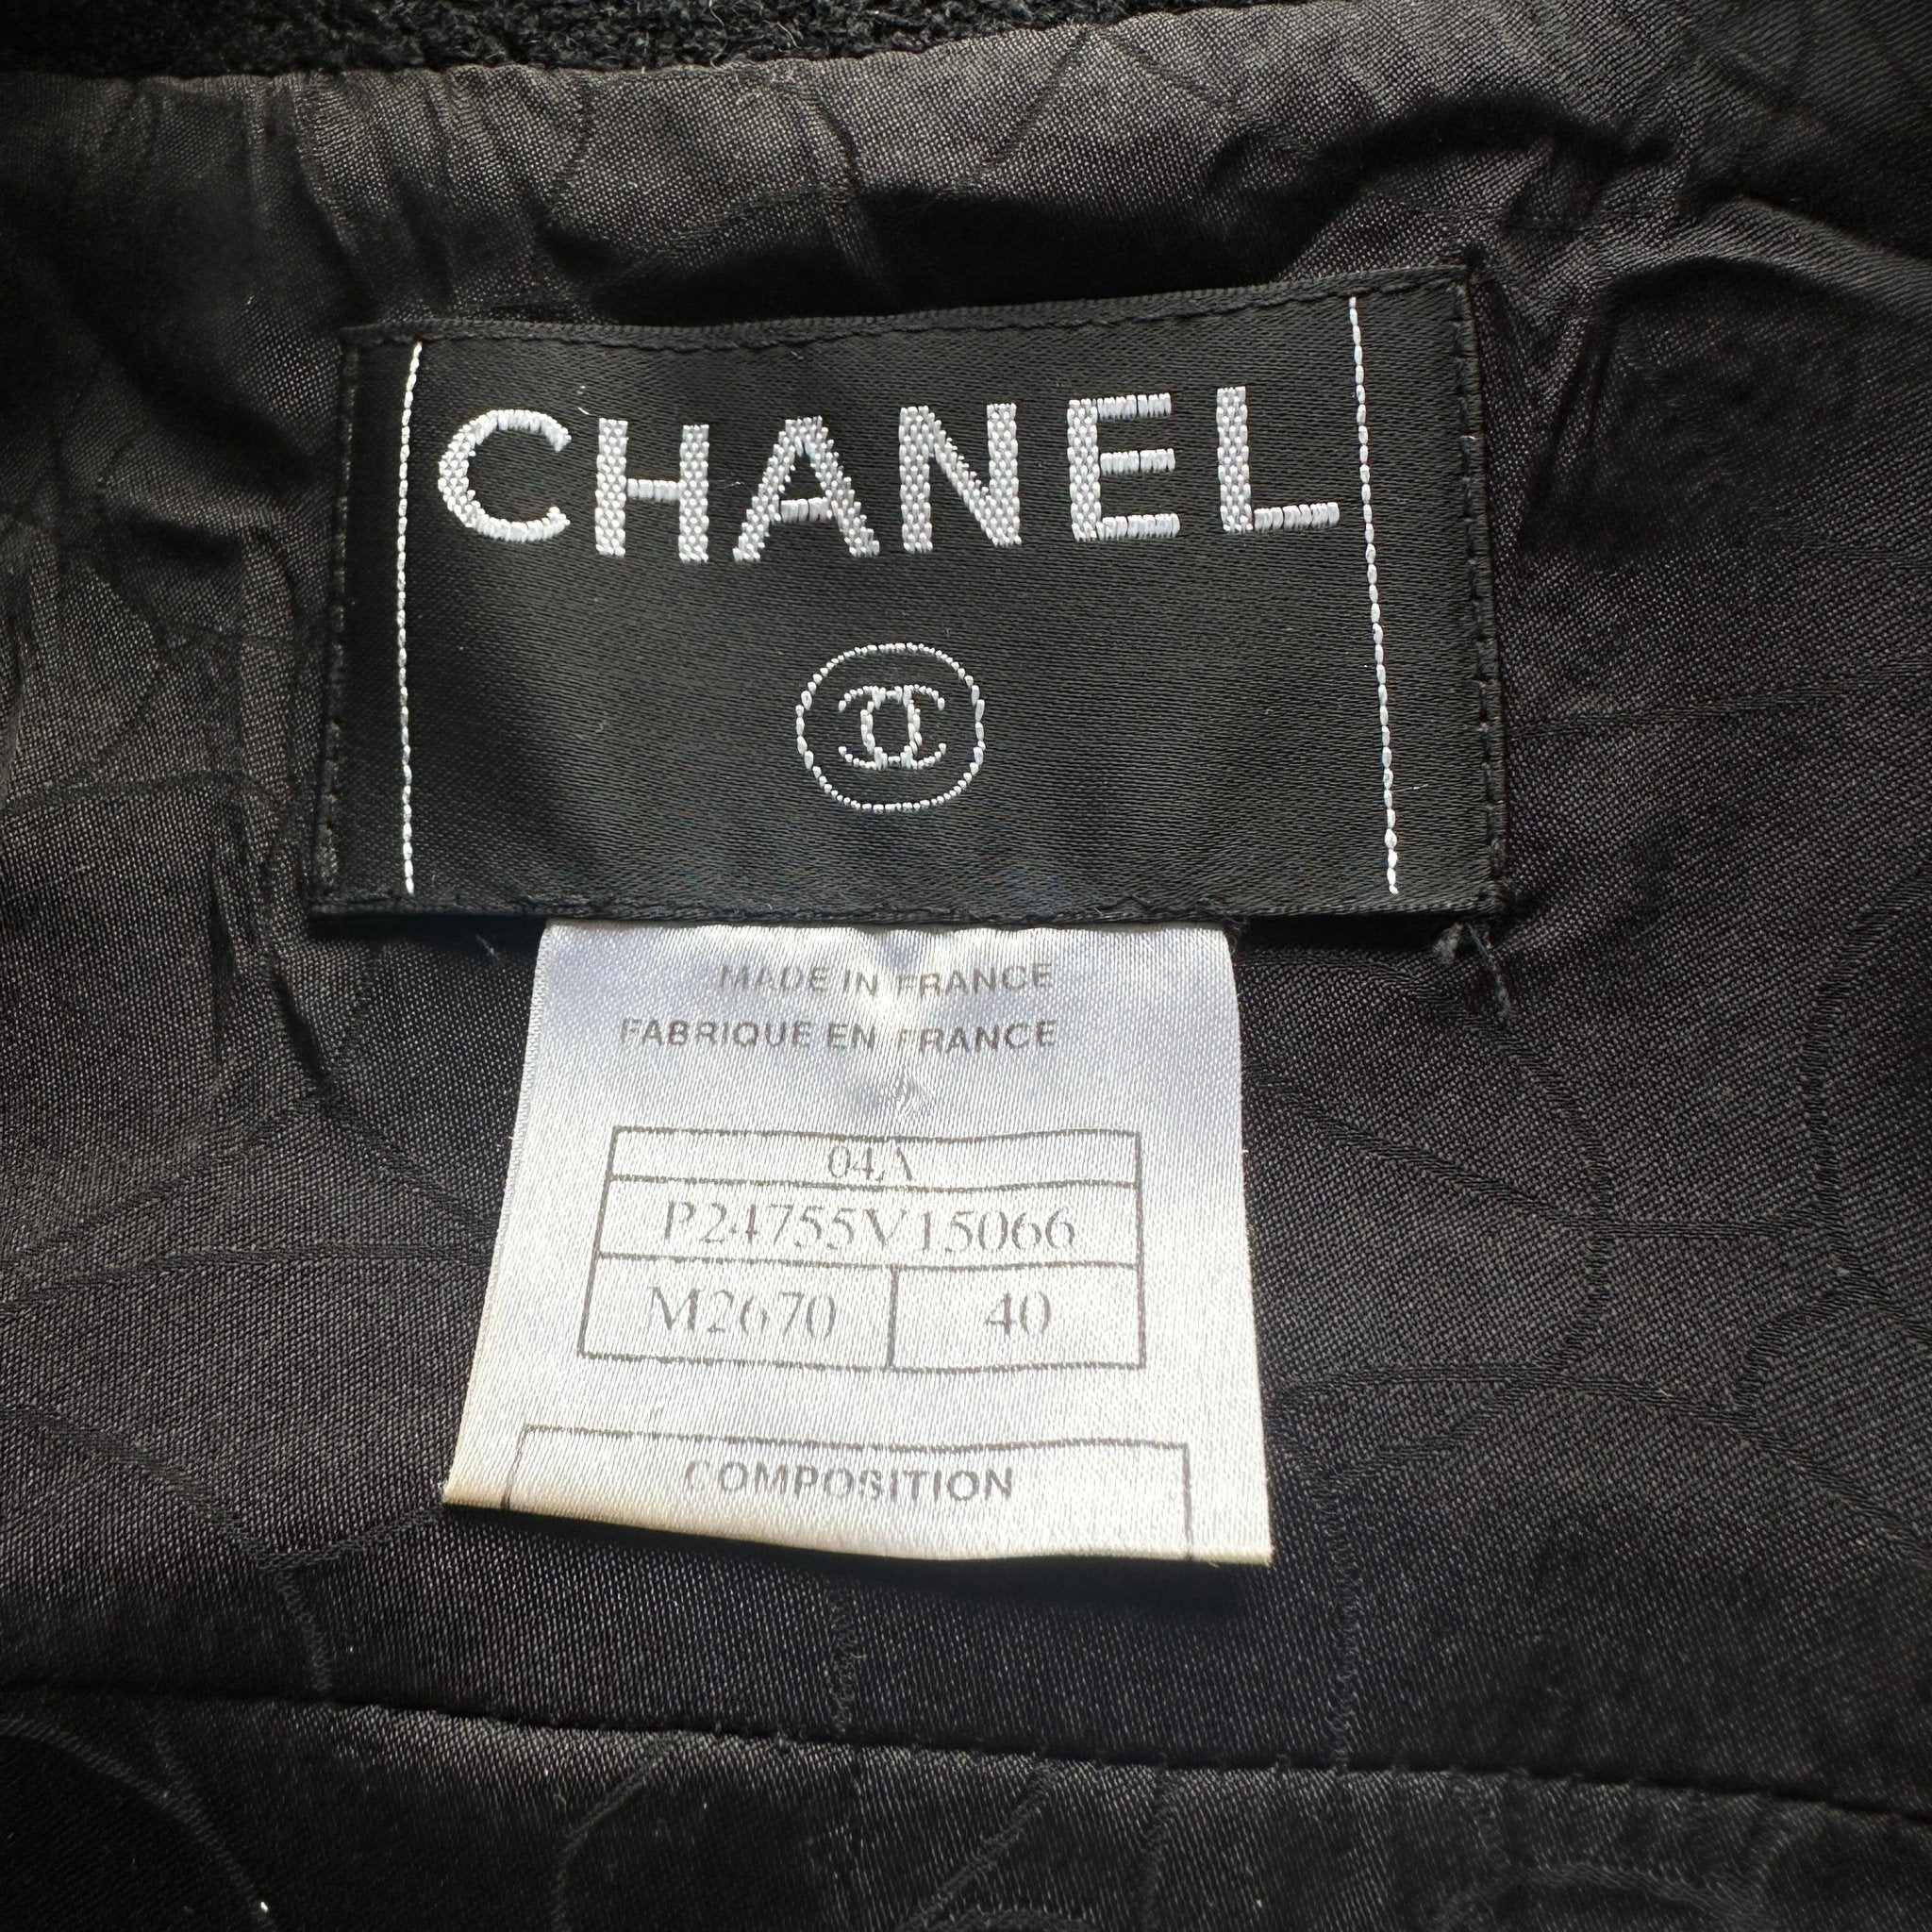 CHANEL
MADE IN FRANCE
FABRIQUE EN FRANCE
04A
P24755V15066
M2670 40
COMPOSITION